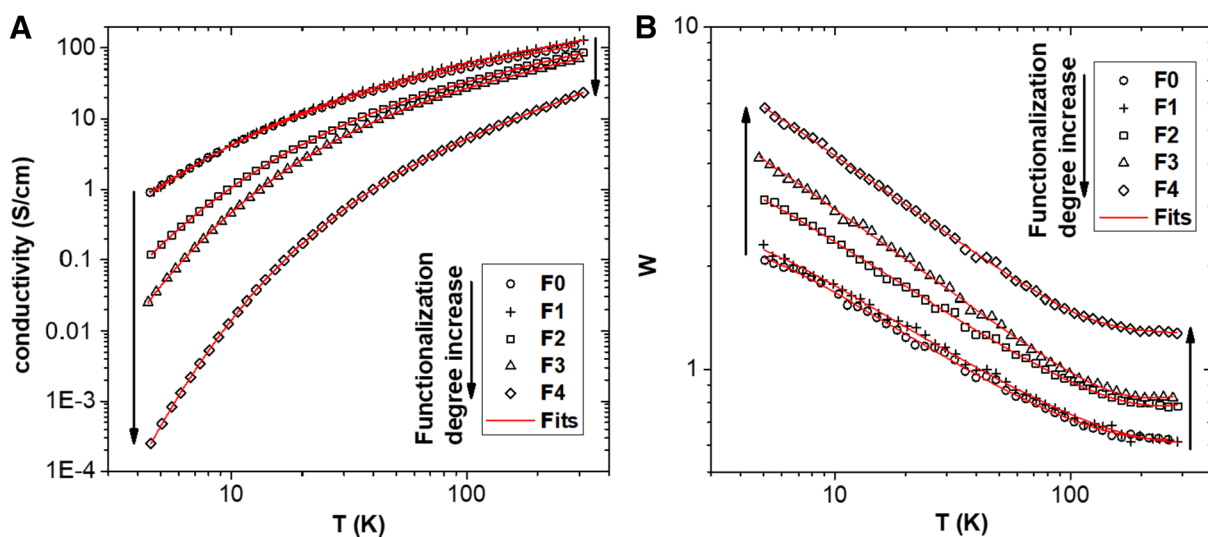 A
100
10
1
0.1
0.01
1E-3
1E-4
conductivity (S/cm)
10
100
T (K)
Functionalization
degree increase
F0
F1
F2
F3
F4
Fits
B
10
1
W
10
100
T (K)
Functionalization
degree increase
F0
F1
F2
F3
F4
Fits